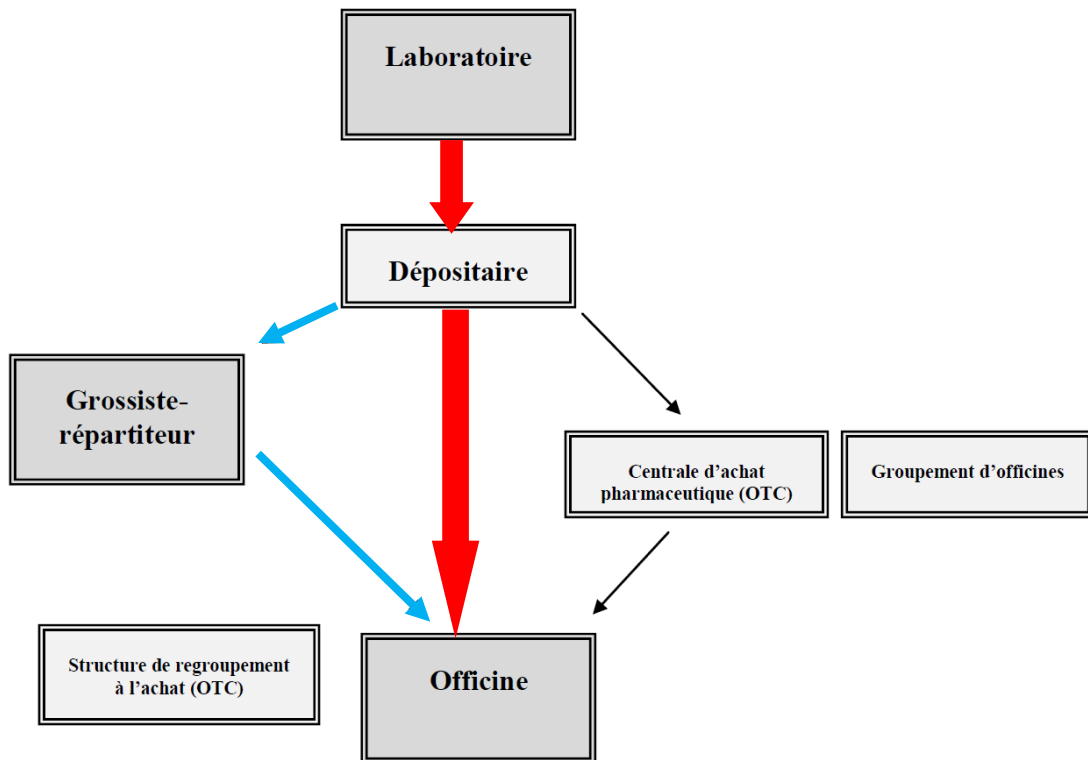 Laboratoire
Dépositaire
Grossiste-
répartiteur
Centrale d’achat
pharmaceutique (OTC)
Groupement d’officines
Structure de regroupement
à l’achat (OTC)
Officine